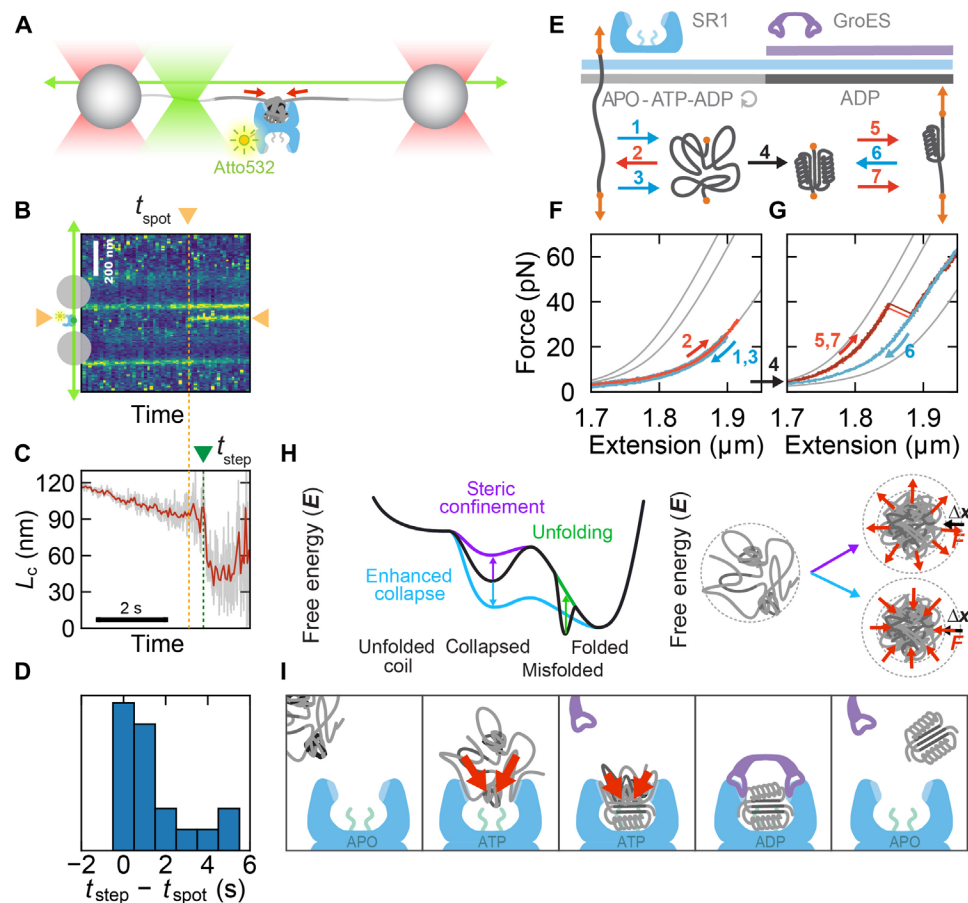 A
Atto532
B
t_spot
200 nm
Time
C
t_step
L_c (nm)
120
90
60
30
0
2 s
Time
D
−2 0 2 4 6
t_step − t_spot (s)
E
SR1
GroES
APO - ATP - ADP
ADP
1
2
3
4
5
6
7
F
G
Force (pN)
60
40
20
0
2
1,3
4
5,7
6
1.7 1.8 1.9
1.7 1.8 1.9
Extension (µm)
Extension (µm)
H
Free energy (E)
Steric
confinement
Unfolding
Enhanced
collapse
Unfolded
coil
Collapsed
Folded
Misfolded
Free energy (E)
Δx
F
Δx
F
I
APO
ATP
ATP
ADP
APO